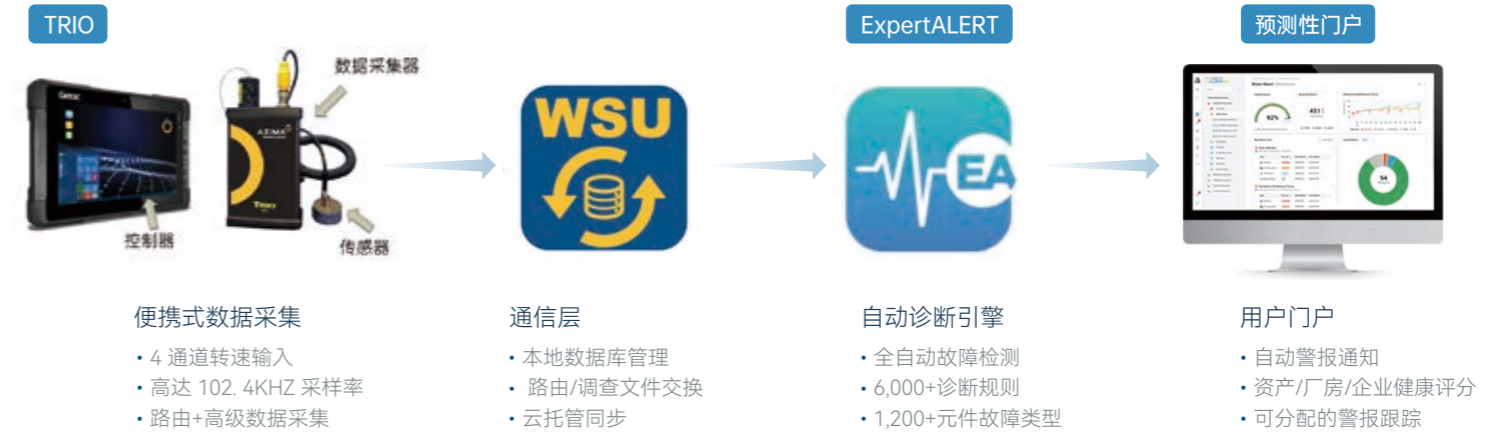 TRIO
ExpertALERT
预测性门户
Getac
数据采集器
AZIMA
TRIO
控制器
传感器
WSU
EA
92%
54
便携式数据采集
• 4 通道转速输入
• 高达 102. 4KHZ 采样率
• 路由+高级数据采集
通信层
• 本地数据库管理
• 路由/调查文件交换
• 云托管同步
自动诊断引擎
• 全自动故障检测
• 6,000+诊断规则
• 1,200+元件故障类型
用户门户
• 自动警报通知
• 资产/厂房/企业健康评分
• 可分配的警报跟踪